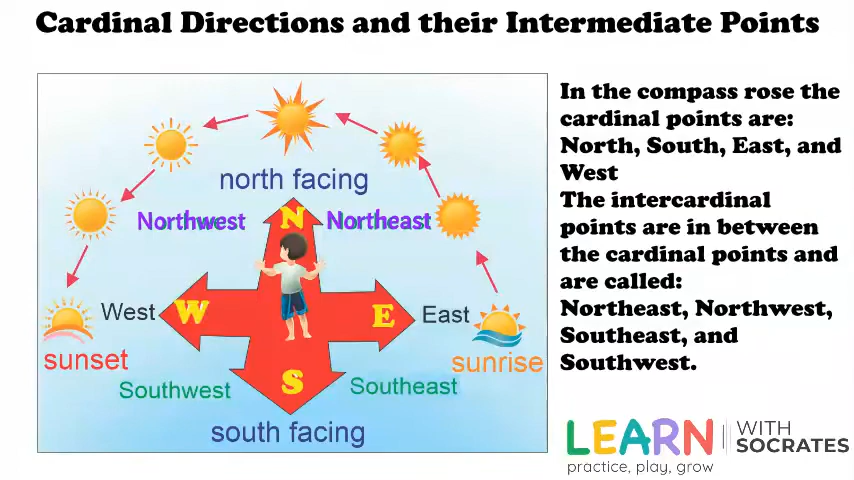 Cardinal Directions and their Intermediate Points
north facing
Northwest
N
Northeast
West
W
E
East
sunset
sunrise
Southwest
S
Southeast
south facing
In the compass rose the
cardinal points are:
North, South, East, and
West
The intercardinal
points are in between
the cardinal points and
are called:
Northeast, Northwest,
Southeast, and
Southwest.
LEARN
WITH
SOCRATES
practice, play, grow